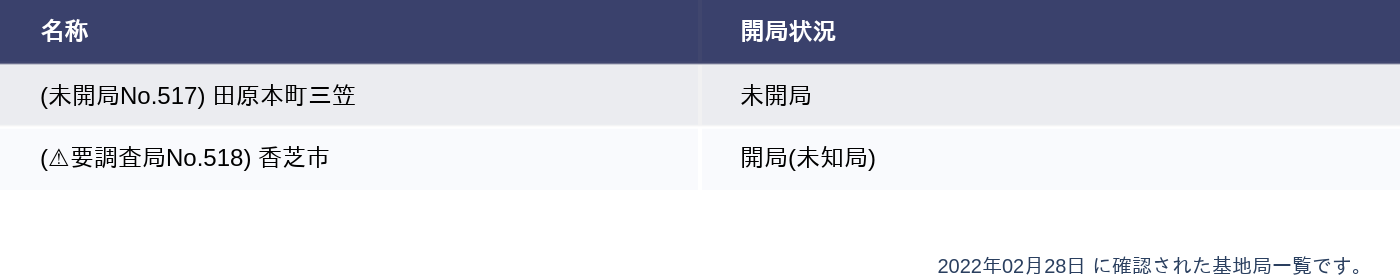 名称 開局状況
(未開局No.517) 田原本町三笠 未開局
(⚠要調査局No.518) 香芝市 開局(未知局)
2022年02月28日 に確認された基地局一覧です。